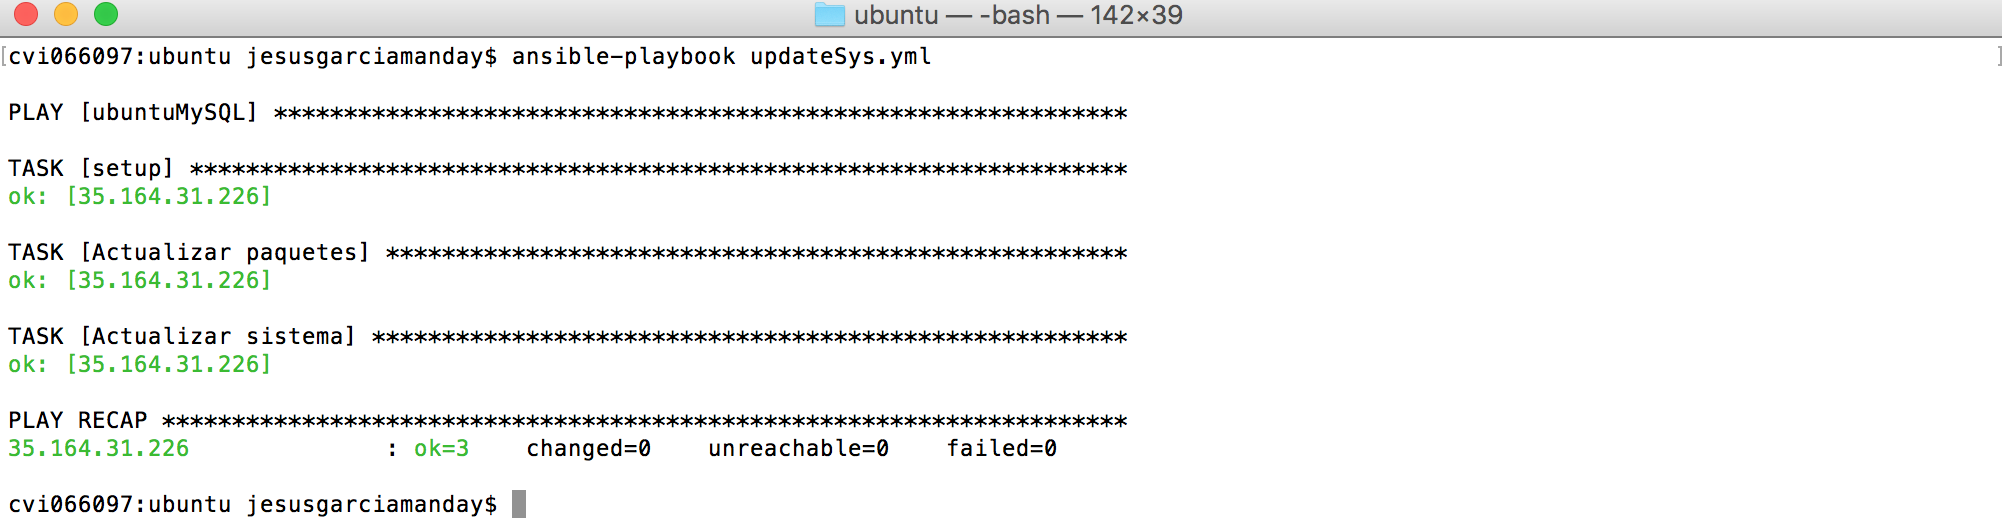 ubuntu — -bash — 142×39
[cvi066097:ubuntu jesusgarciamanday$ ansible-playbook updateSys.yml ]
PLAY [ubuntuMySQL] *************************************************************
TASK [setup] *******************************************************************
ok: [35.164.31.226]
TASK [Actualizar paquetes] *****************************************************
ok: [35.164.31.226]
TASK [Actualizar sistema] ******************************************************
ok: [35.164.31.226]
PLAY RECAP *********************************************************************
35.164.31.226 : ok=3 changed=0 unreachable=0 failed=0
cvi066097:ubuntu jesusgarciamanday$